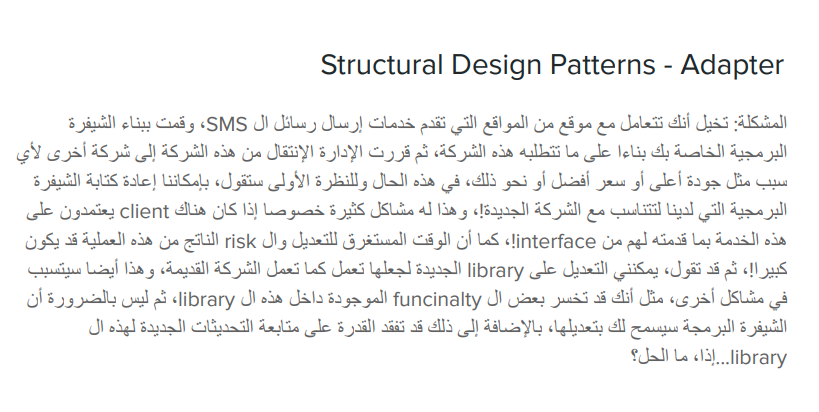 Structural Design Patterns - Adapter
المشكلة: تخيل أنك تتعامل مع موقع من المواقع التي تقدم خدمات إرسال رسائل ال SMS، وقمت ببناء الشيفرة
البرمجية الخاصة بك بناءا على ما تتطلبه هذه الشركة، ثم قررت الإدارة الإنتقال من هذه الشركة إلى شركة أخرى لأي
سبب مثل جودة أعلى أو سعر أفضل أو نحو ذلك، في هذه الحال وللنظرة الأولى ستقول، بإمكاننا إعادة كتابة الشيفرة
البرمجية التي لدينا لتتناسب مع الشركة الجديدة!، وهذا له مشاكل كثيرة خصوصا إذا كان هناك client يعتمدون على
هذه الخدمة بما قدمته لهم من interface!، كما أن الوقت المستغرق للتعديل وال risk الناتج من هذه العملية قد يكون
كبيرا!، ثم قد تقول، يمكنني التعديل على library الجديدة لجعلها تعمل كما تعمل الشركة القديمة، وهذا أيضا سيتسبب
في مشاكل أخرى، مثل أنك قد تخسر بعض ال funcinalty الموجودة داخل هذه ال library، ثم ليس بالضرورة أن
الشيفرة البرمجة سيسمح لك بتعديلها، بالإضافة إلى ذلك قد تفقد القدرة على متابعة التحديثات الجديدة لهذه ال
library...إذا، ما الحل؟